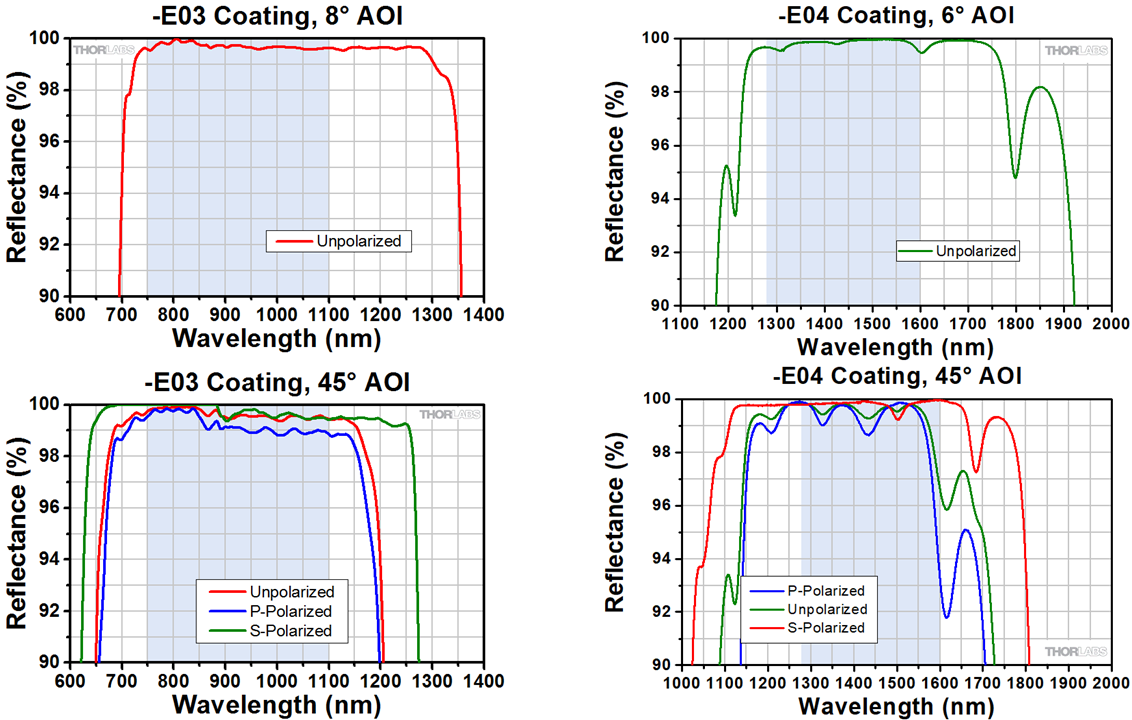 -E03 Coating, 8° AOI
THORLABS
Reflectance (%)
100
98
96
94
92
90
Unpolarized
600 700 800 900 1000 1100 1200 1300 1400
Wavelength (nm)
-E04 Coating, 6° AOI
THORLABS
Reflectance (%)
100
98
96
94
92
90
Unpolarized
1100 1200 1300 1400 1500 1600 1700 1800 1900 2000
Wavelength (nm)
-E03 Coating, 45° AOI
THORLABS
Reflectance (%)
100
99
98
97
96
95
94
93
92
91
90
Unpolarized
P-Polarized
S-Polarized
600 700 800 900 1000 1100 1200 1300 1400
Wavelength (nm)
-E04 Coating, 45° AOI
Reflectance (%)
100
98
96
94
92
90
P-Polarized
Unpolarized
S-Polarized
THORLABS
1000 1100 1200 1300 1400 1500 1600 1700 1800 1900 2000
Wavelength (nm)